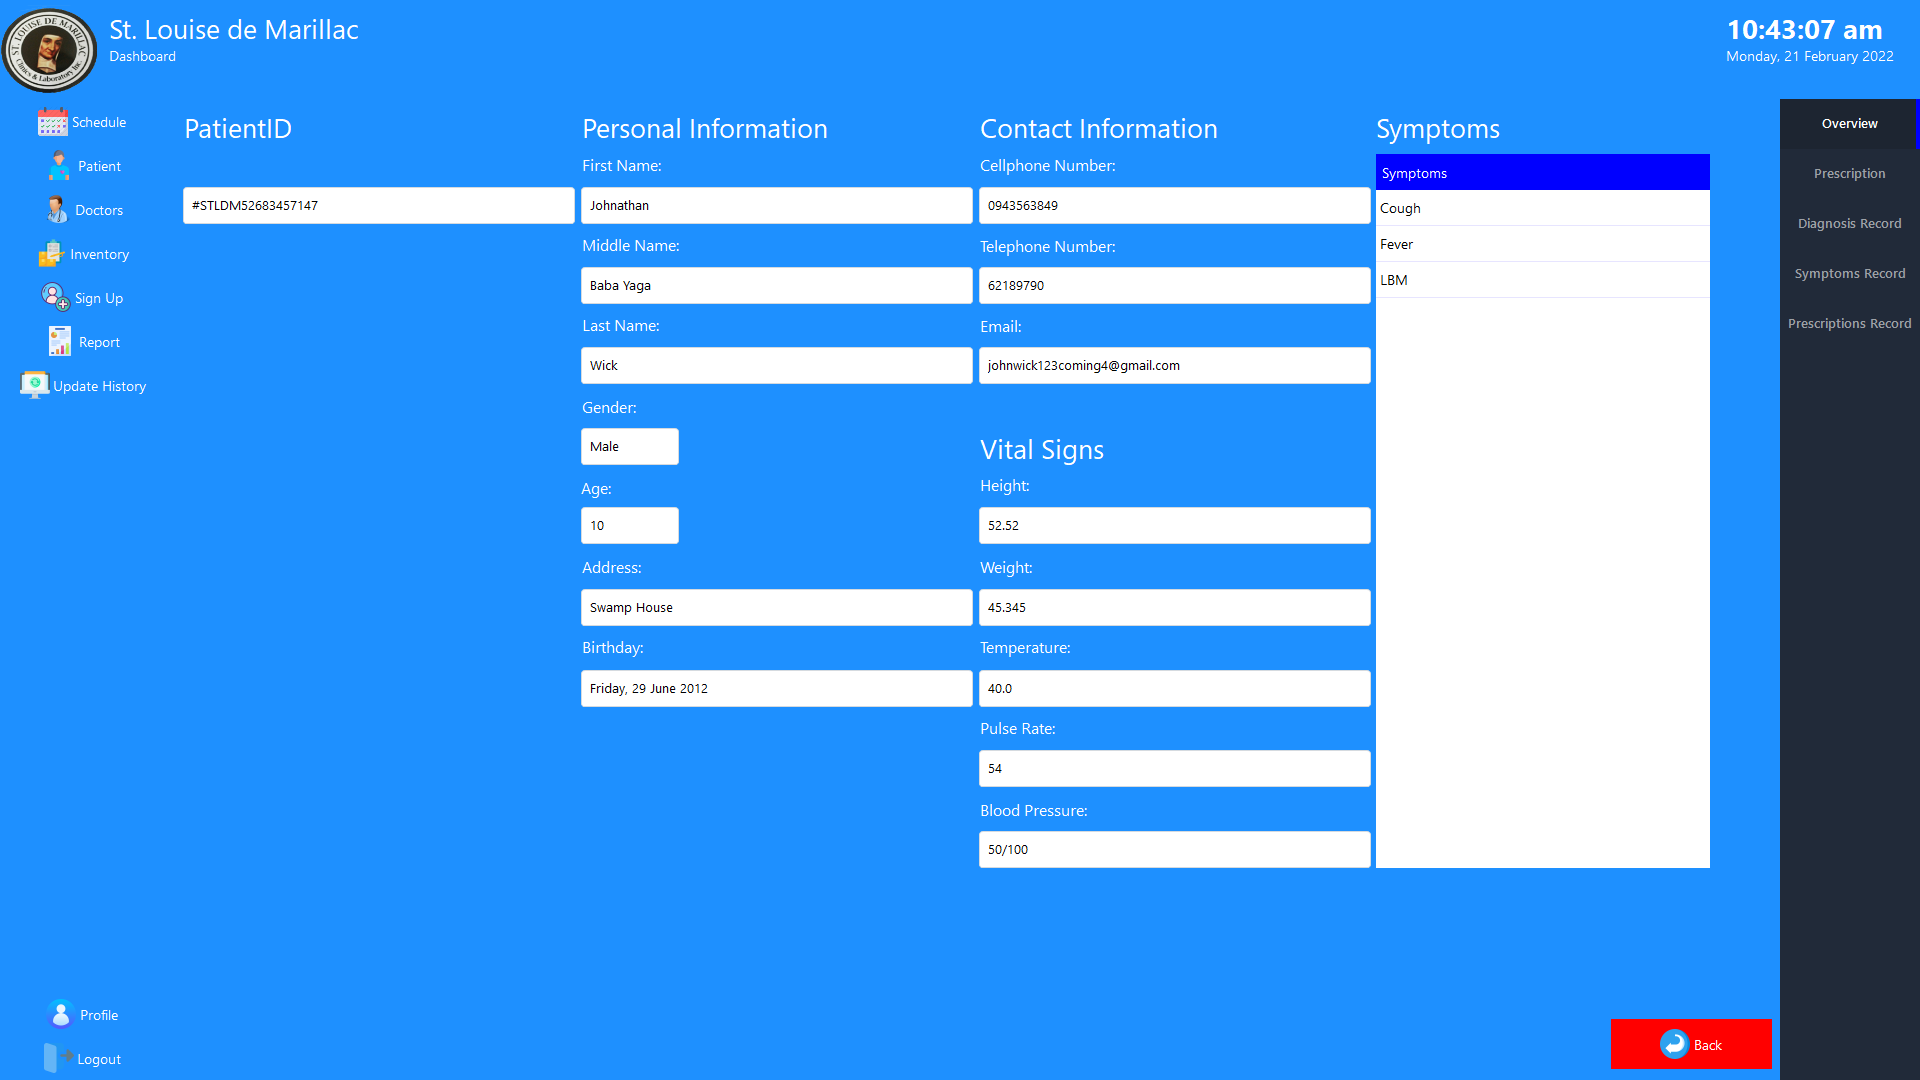 ST. LOUISE DE MARILLAC
Clinics & Laboratory Inc.
St. Louise de Marillac
Dashboard
10:43:07 am
Monday, 21 February 2022
Schedule
Patient
Doctors
Inventory
Sign Up
Report
Update History
Profile
Logout
PatientID
#STLDM52683457147
Personal Information
First Name:
Johnathan
Middle Name:
Baba Yaga
Last Name:
Wick
Gender:
Male
Age:
10
Address:
Swamp House
Birthday:
Friday, 29 June 2012
Contact Information
Cellphone Number:
0943563849
Telephone Number:
62189790
Email:
johnwick123coming4@gmail.com
Vital Signs
Height:
52.52
Weight:
45.345
Temperature:
40.0
Pulse Rate:
54
Blood Pressure:
50/100
Symptoms
Symptoms
Cough
Fever
LBM
Overview
Prescription
Diagnosis Record
Symptoms Record
Prescriptions Record
Back